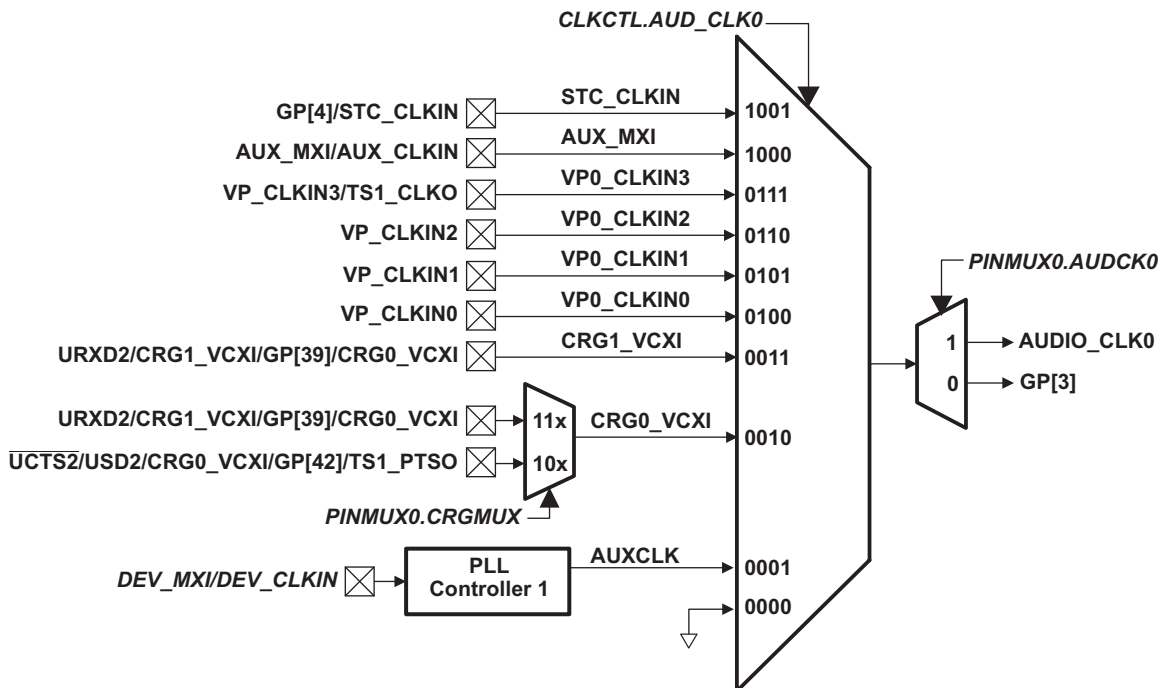 CLKCTL.AUD_CLK0
GP[4]/STC_CLKIN
STC_CLKIN
1001
AUX_MXI/AUX_CLKIN
AUX_MXI
1000
VP_CLKIN3/TS1_CLKO
VP0_CLKIN3
0111
VP_CLKIN2
VP0_CLKIN2
0110
VP_CLKIN1
VP0_CLKIN1
0101
PINMUX0.AUDCK0
VP_CLKIN0
VP0_CLKIN0
0100
URXD2/CRG1_VCXI/GP[39]/CRG0_VCXI
CRG1_VCXI
0011
1
AUDIO_CLK0
0
GP[3]
URXD2/CRG1_VCXI/GP[39]/CRG0_VCXI
11x
CRG0_VCXI
0010
UCTS2/USD2/CRG0_VCXI/GP[42]/TS1_PTSO
10x
PINMUX0.CRGMUX
DEV_MXI/DEV_CLKIN
PLL
Controller 1
AUXCLK
0001
0000